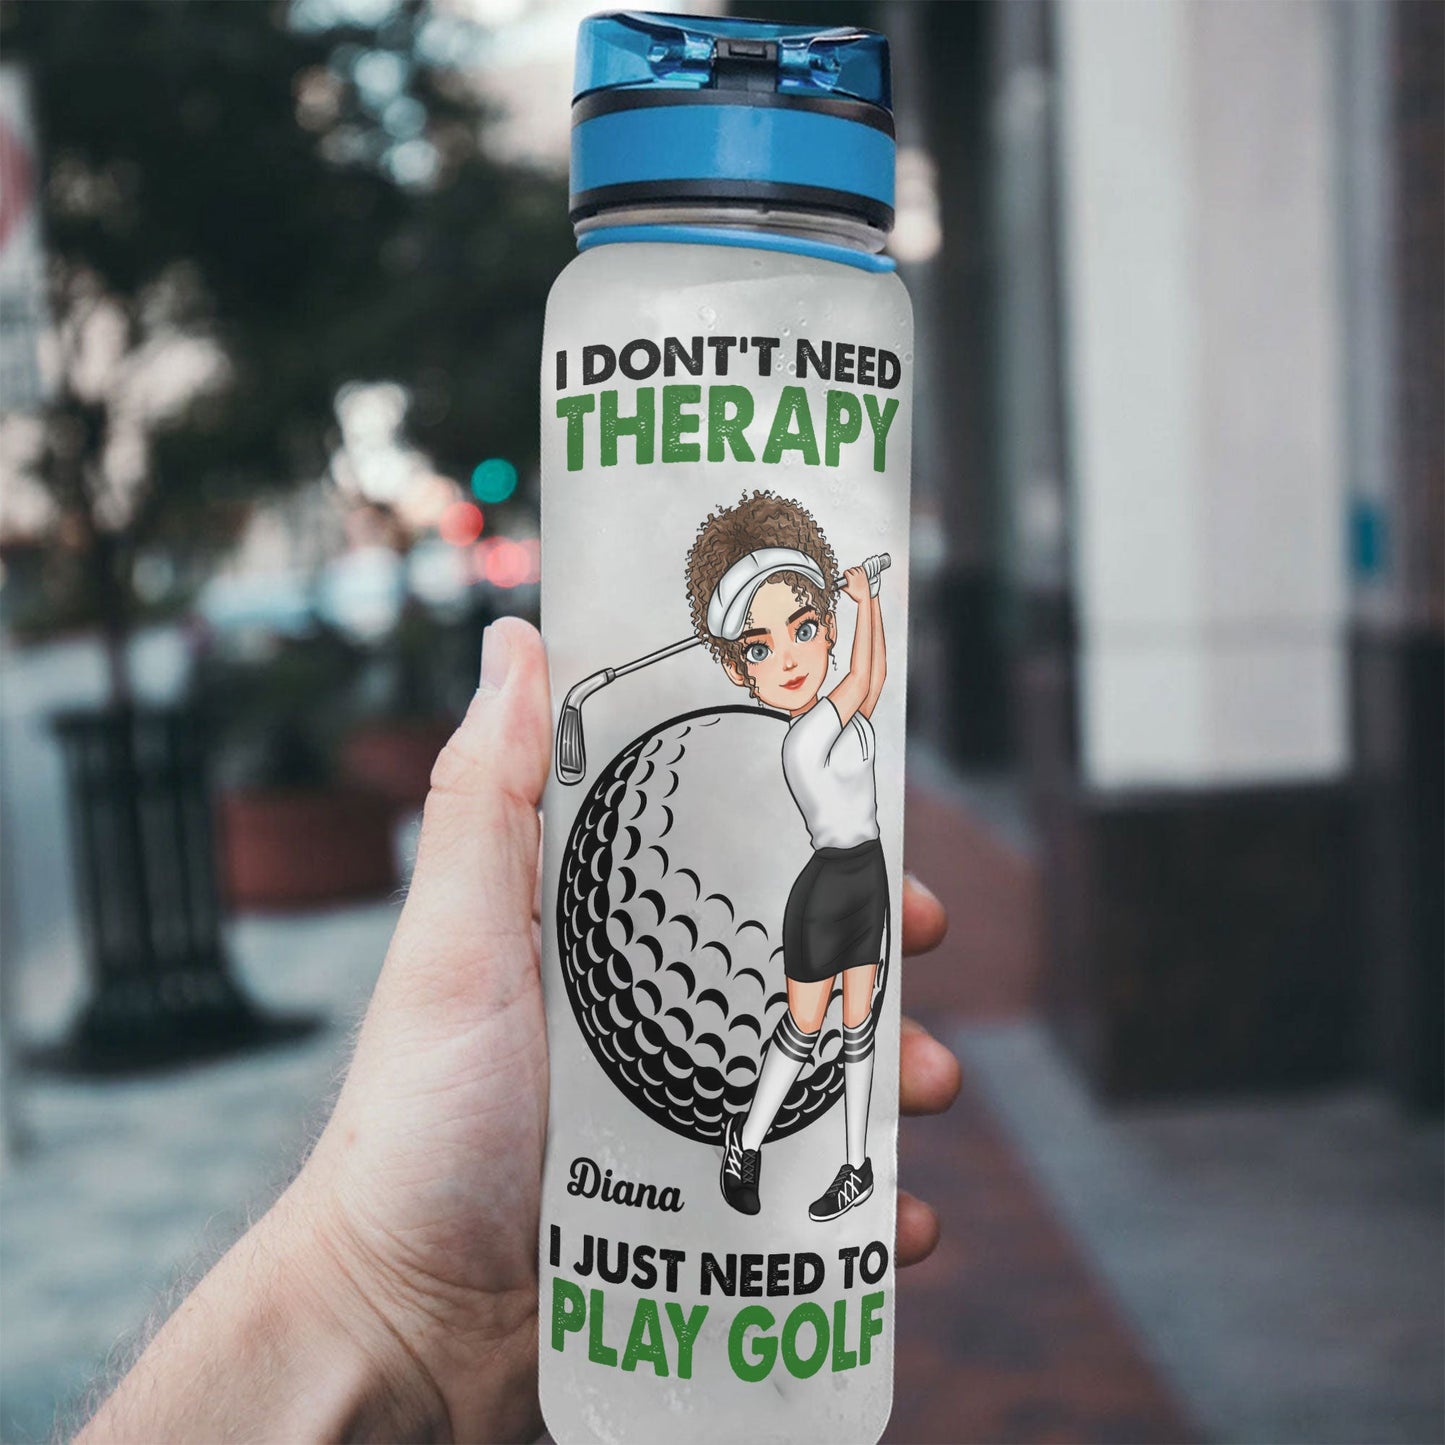 I DONT'T NEED
THERAPY
Diana
I JUST NEED TO
PLAY GOLF